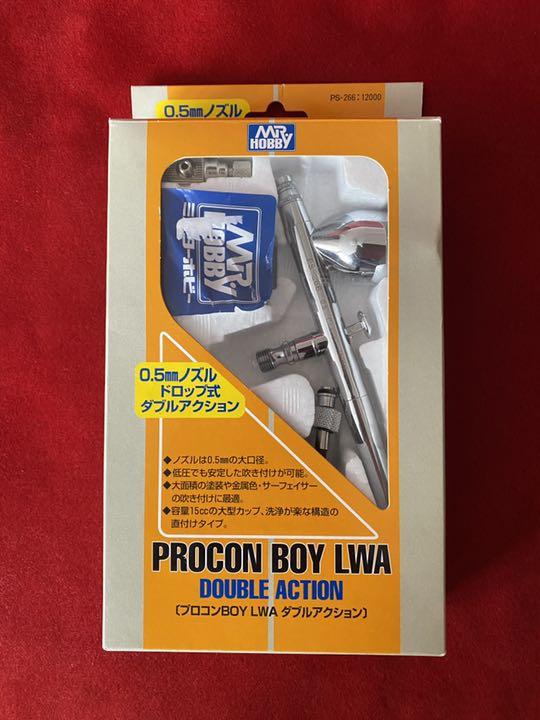 PS-266:12000
0.5mmノズル
MR
HOBBY
MR
HOBBY
ミスターホビー
0.5mmノズル
ドロップ式
ダブルアクション
◆ノズルは0.5mmの大口径。
◆低圧でも安定した吹き付けが可能。
◆大面積の塗装や金属色・サーフェイサー
の吹き付けに最適。
◆容量15ccの大型カップ、洗浄が楽な構造の
直付けタイプ。
PROCON BOY LWA
DOUBLE ACTION
〔プロコンBOY LWA ダブルアクション〕